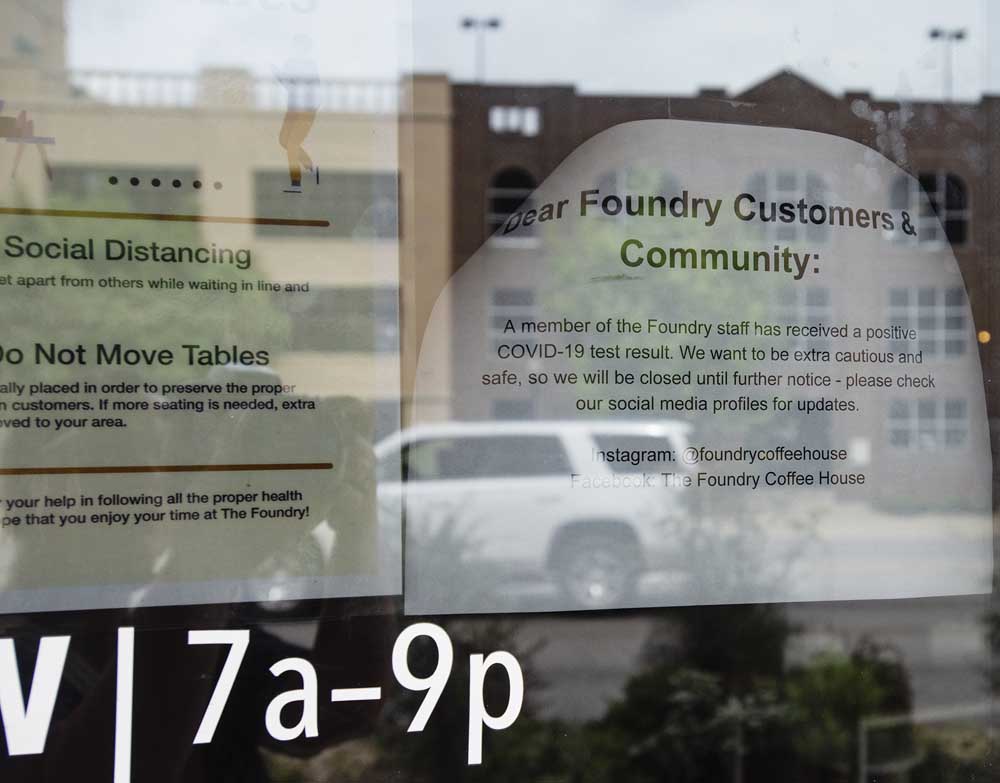 Social Distancing
et apart from others while waiting in line and
Do Not Move Tables
ally placed in order to preserve the proper
n customers. If more seating is needed, extra
ved to your area.
your help in following all the proper health
pe that you enjoy your time at The Foundry!
Dear Foundry Customers &
Community:
A member of the Foundry staff has received a positive
COVID-19 test result. We want to be extra cautious and
safe, so we will be closed until further notice - please check
our social media profiles for updates.
Instagram: @foundrycoffeehouse
Facebook: The Foundry Coffee House
| 7a–9p